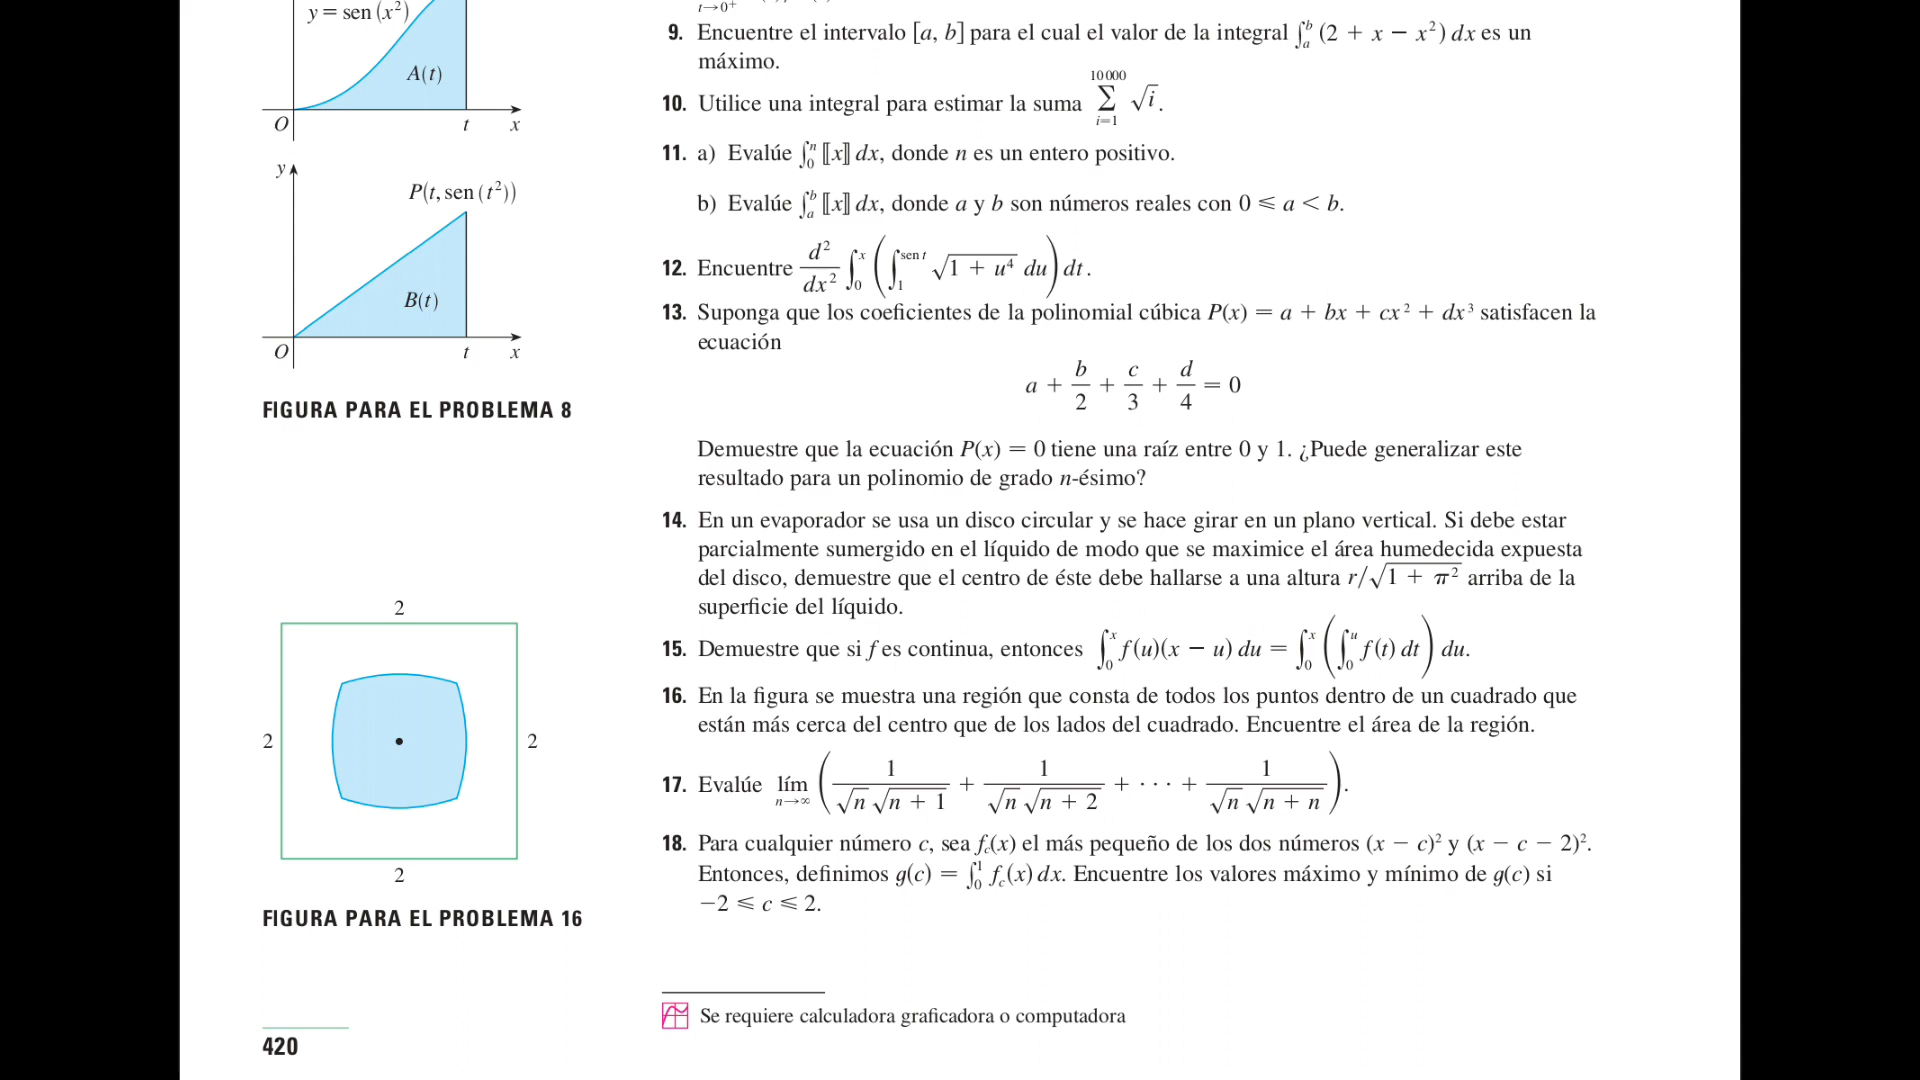 y = sen (x²)
A(t)
O
t
x
y
P(t, sen (t²))
B(t)
O
t
x
FIGURA PARA EL PROBLEMA 8
2
2
2
2
FIGURA PARA EL PROBLEMA 16
420
t→0⁺
9. Encuentre el intervalo [a, b] para el cual el valor de la integral ∫ₐᵇ (2 + x − x²) dx es un
máximo.
10. Utilice una integral para estimar la suma ∑_{i=1}^{10 000} √i.
11. a) Evalúe ∫₀ⁿ ⟦x⟧ dx, donde n es un entero positivo.
b) Evalúe ∫ₐᵇ ⟦x⟧ dx, donde a y b son números reales con 0 ⩽ a < b.
12. Encuentre d²/dx² ∫₀ˣ (∫₁^{sen t} √(1 + u⁴) du) dt.
13. Suponga que los coeficientes de la polinomial cúbica P(x) = a + bx + cx² + dx³ satisfacen la
ecuación
a + b/2 + c/3 + d/4 = 0
Demuestre que la ecuación P(x) = 0 tiene una raíz entre 0 y 1. ¿Puede generalizar este
resultado para un polinomio de grado n-ésimo?
14. En un evaporador se usa un disco circular y se hace girar en un plano vertical. Si debe estar
parcialmente sumergido en el líquido de modo que se maximice el área humedecida expuesta
del disco, demuestre que el centro de éste debe hallarse a una altura r/√(1 + π²) arriba de la
superficie del líquido.
15. Demuestre que si f es continua, entonces ∫₀ˣ f(u)(x − u) du = ∫₀ˣ (∫₀ᵘ f(t) dt) du.
16. En la figura se muestra una región que consta de todos los puntos dentro de un cuadrado que
están más cerca del centro que de los lados del cuadrado. Encuentre el área de la región.
17. Evalúe lím_{n→∞} (1/(√n √(n + 1)) + 1/(√n √(n + 2)) + · · · + 1/(√n √(n + n))).
18. Para cualquier número c, sea f_c(x) el más pequeño de los dos números (x − c)² y (x − c − 2)².
Entonces, definimos g(c) = ∫₀¹ f_c(x) dx. Encuentre los valores máximo y mínimo de g(c) si
−2 ⩽ c ⩽ 2.
Se requiere calculadora graficadora o computadora